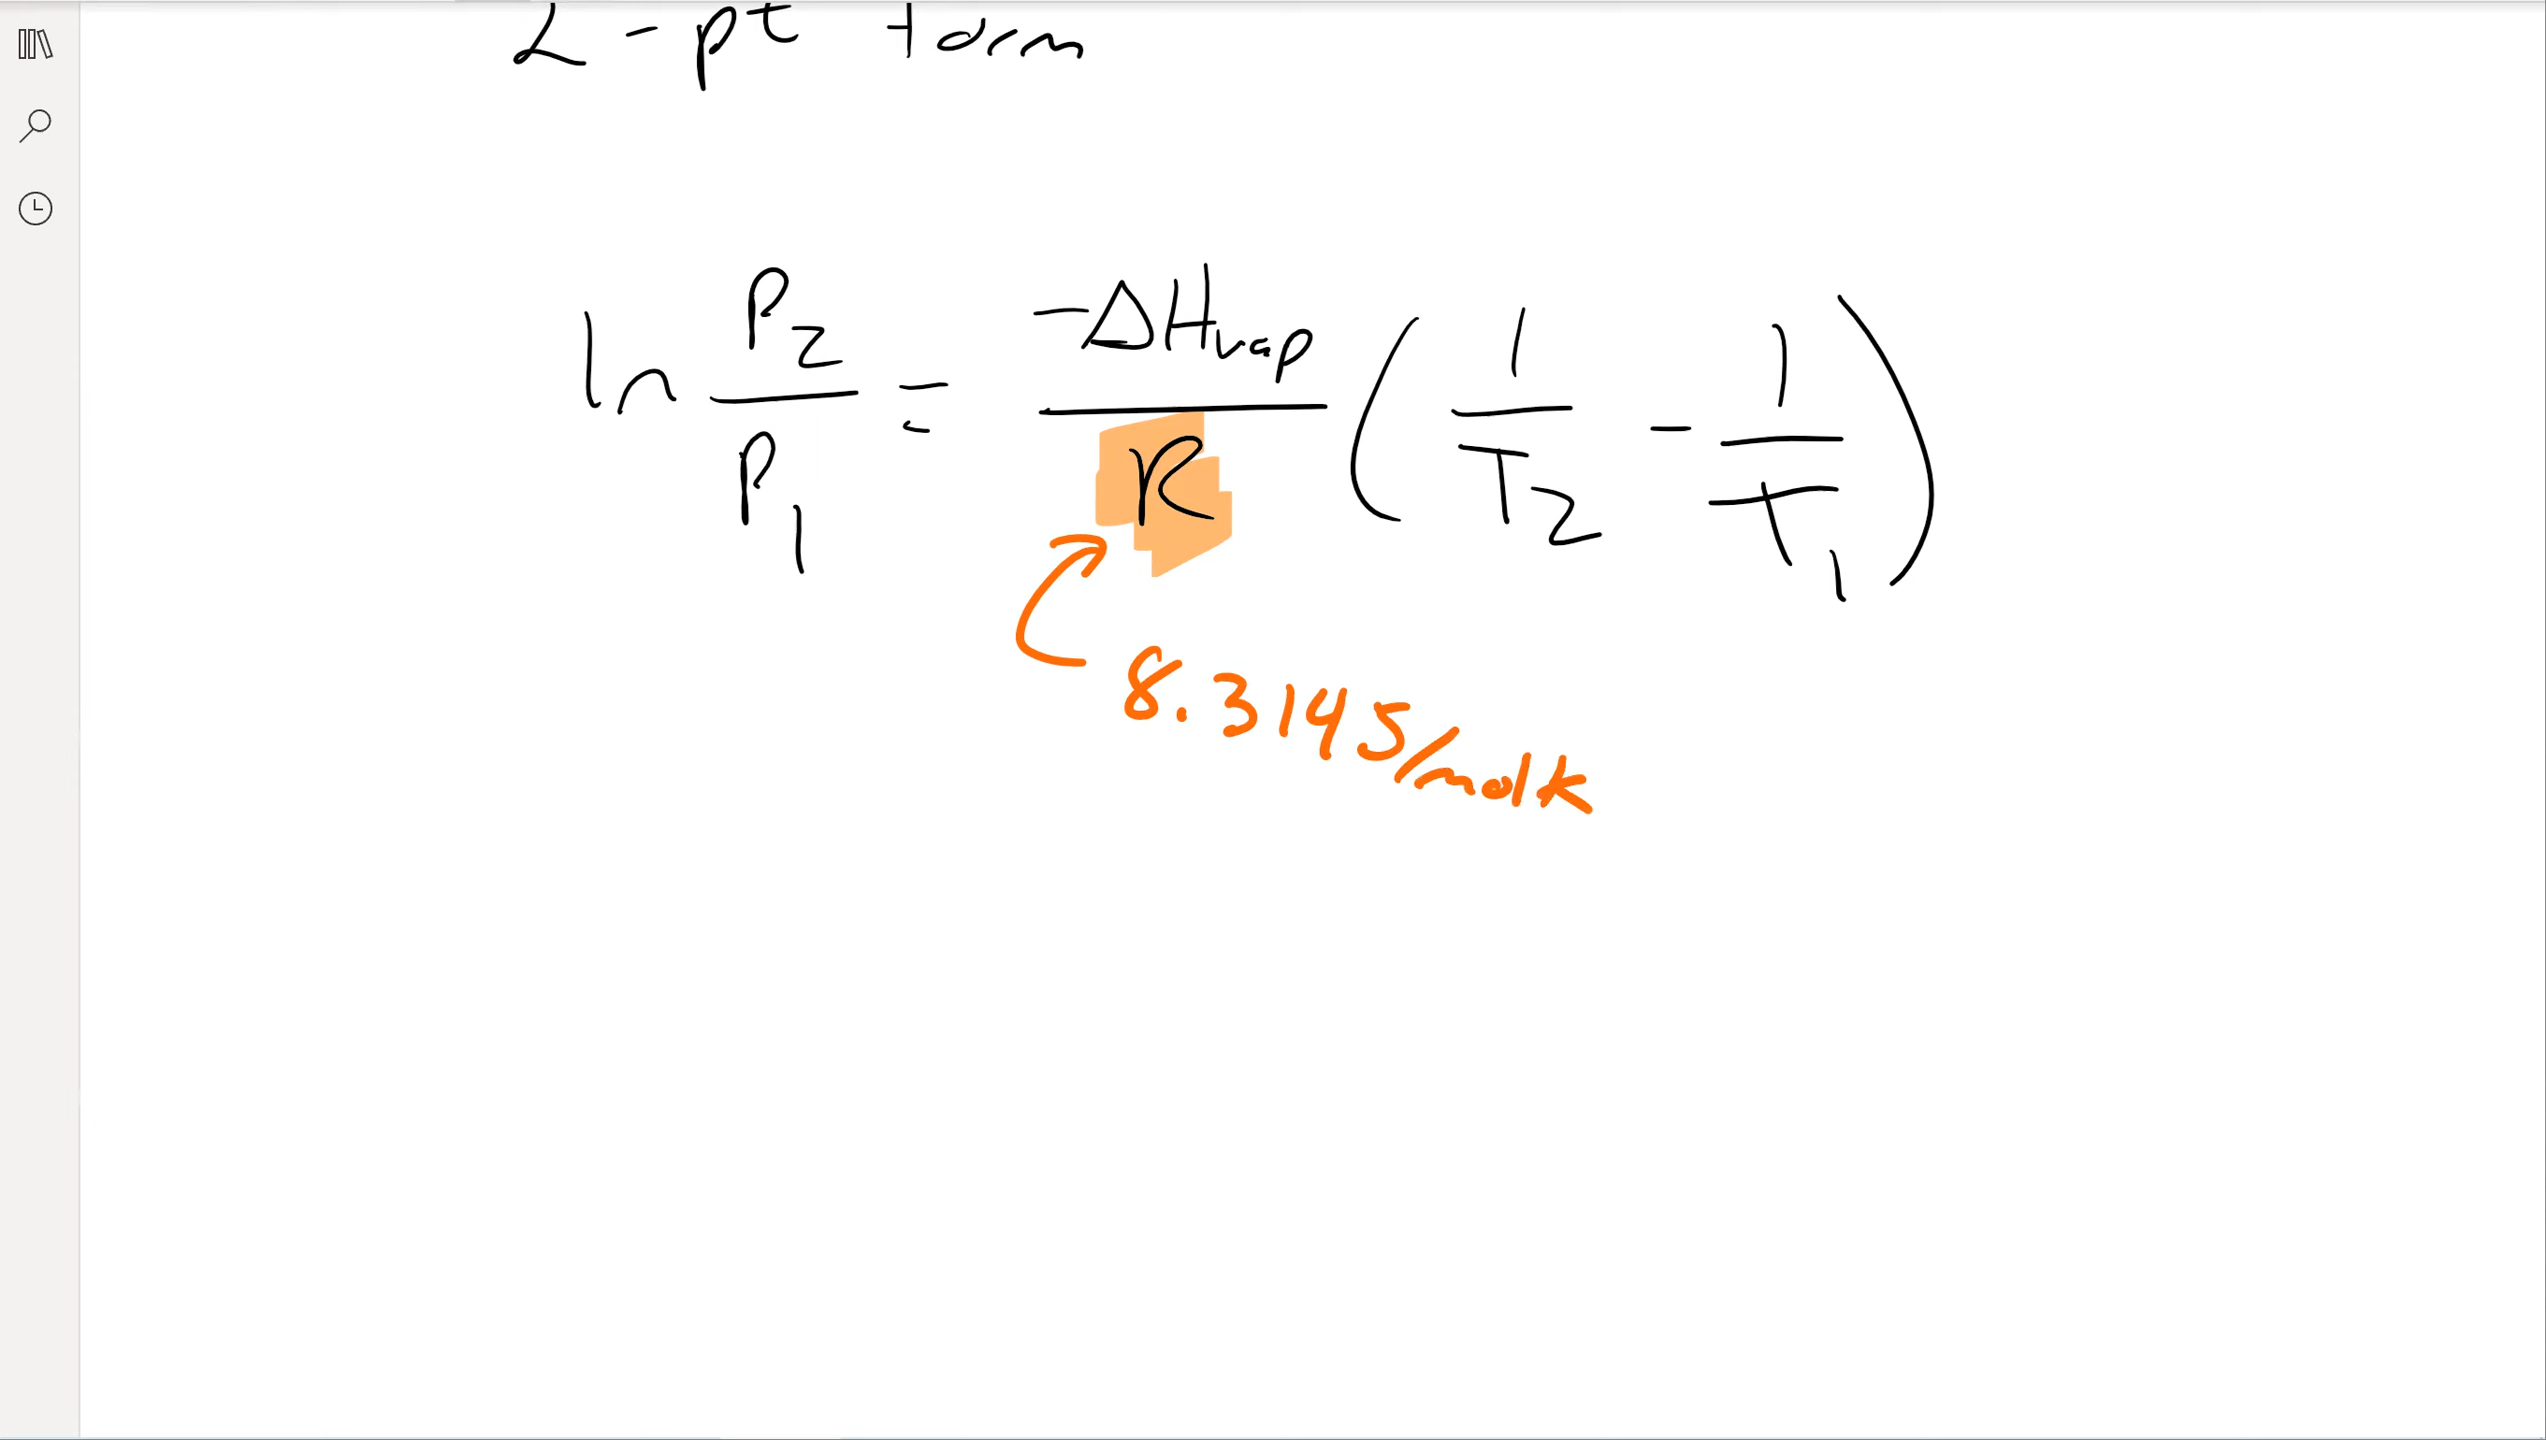 2-pt form
ln P₂/P₁ = -ΔHvap/R (1/T₂ - 1/T₁)
8.3145/molk